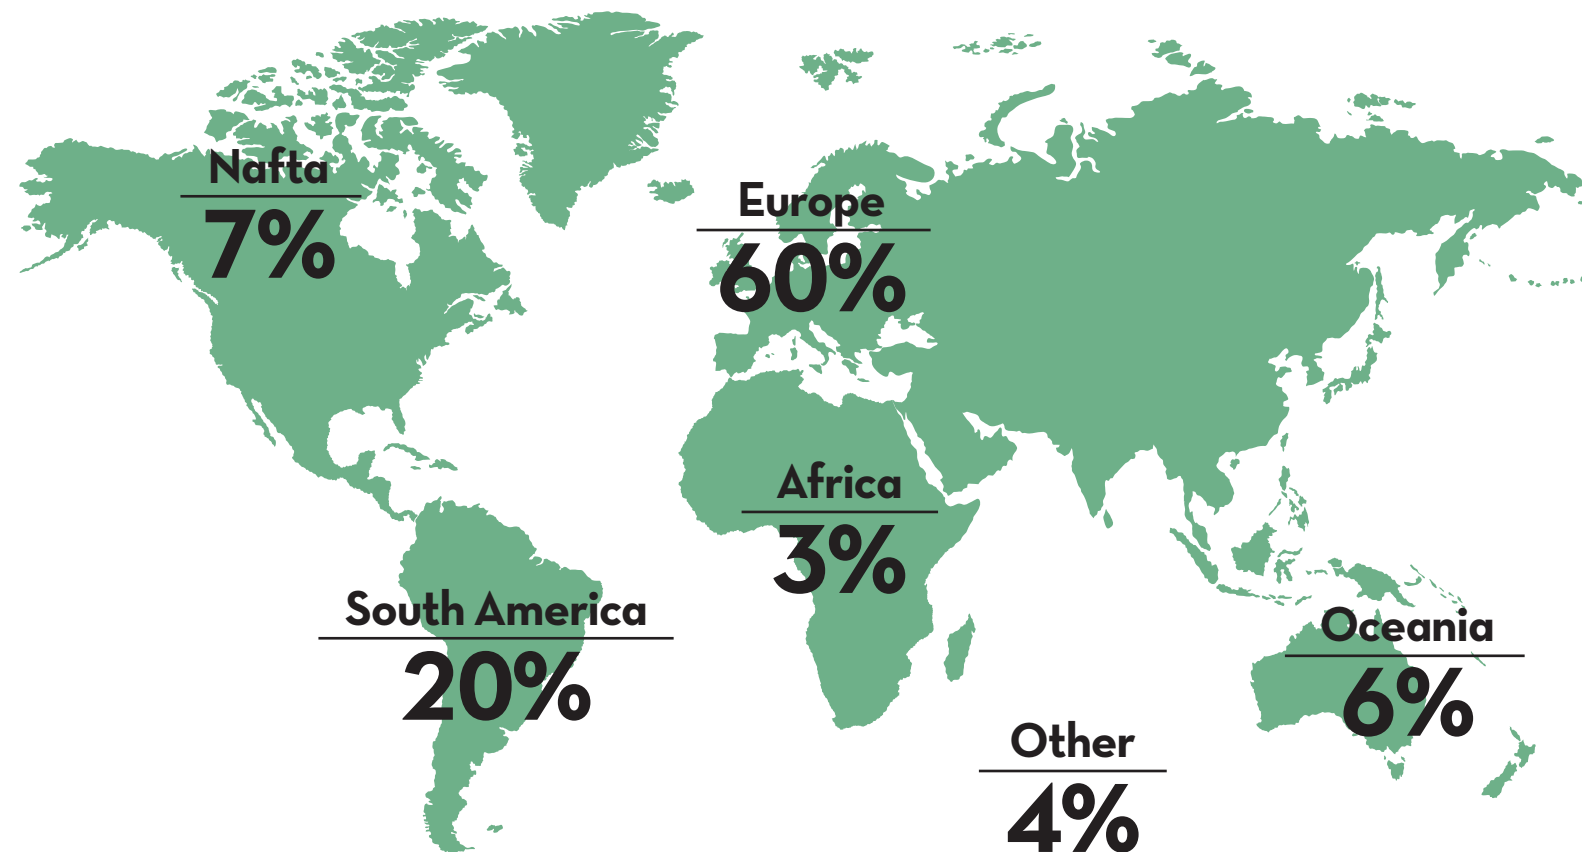 Nafta
7%
Europe
60%
Africa
3%
South America
20%
Oceania
6%
Other
4%